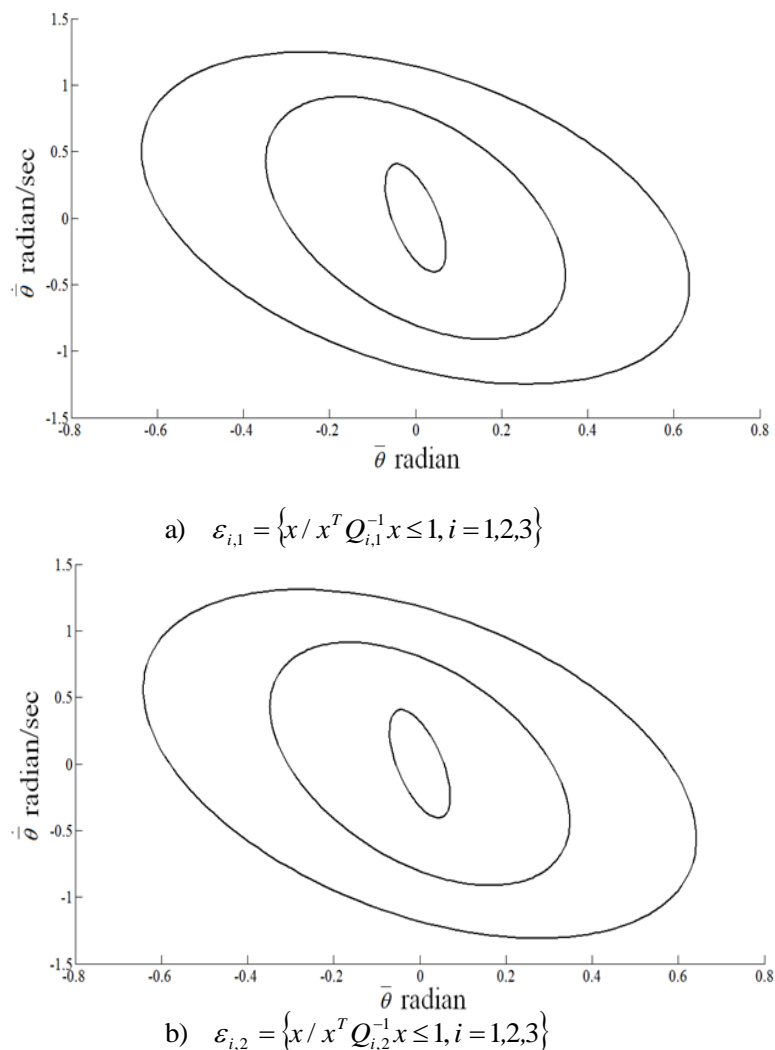 1.5
1
0.5
0
-0.5
-1
-1.5
-0.8 -0.6 -0.4 -0.2 0 0.2 0.4 0.6 0.8
θ̇̄ radian/sec
θ̄ radian
a) ε_{i,1} = {x / x^T Q_{i,1}^{-1} x ≤ 1, i = 1,2,3}
1.5
1
0.5
0
-0.5
-1
-1.5
-0.8 -0.6 -0.4 -0.2 0 0.2 0.4 0.6 0.8
θ̇̄ radian/sec
θ̄ radian
b) ε_{i,2} = {x / x^T Q_{i,2}^{-1} x ≤ 1, i = 1,2,3}